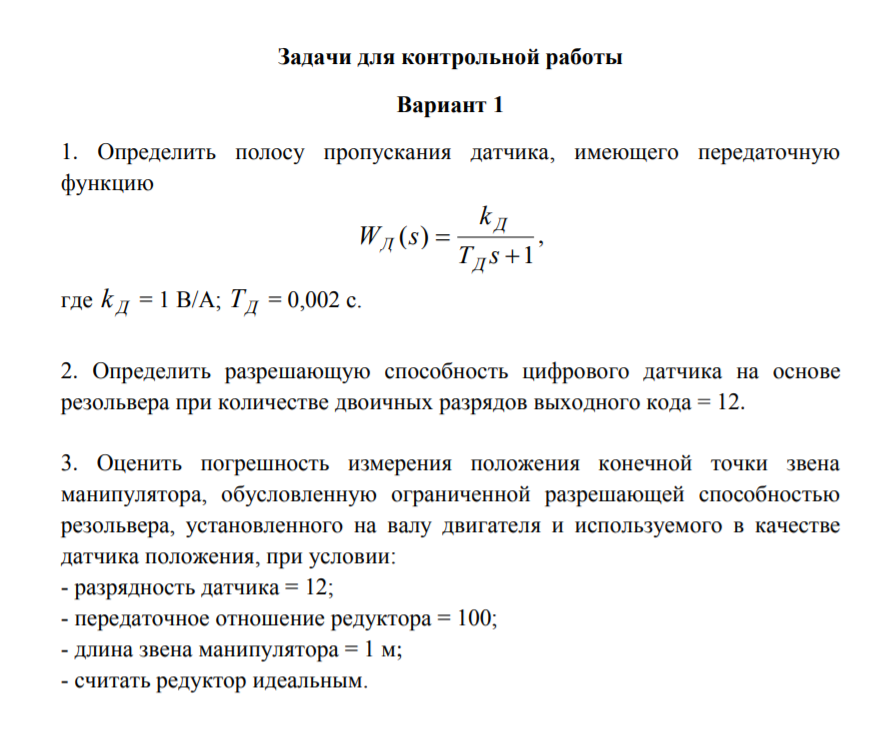 Задачи для контрольной работы
Вариант 1
1. Определить полосу пропускания датчика, имеющего передаточную
функцию
W_Д(s) = k_Д / (T_Д s + 1),
где k_Д = 1 В/А; T_Д = 0,002 с.
2. Определить разрешающую способность цифрового датчика на основе
резольвера при количестве двоичных разрядов выходного кода = 12.
3. Оценить погрешность измерения положения конечной точки звена
манипулятора, обусловленную ограниченной разрешающей способностью
резольвера, установленного на валу двигателя и используемого в качестве
датчика положения, при условии:
- разрядность датчика = 12;
- передаточное отношение редуктора = 100;
- длина звена манипулятора = 1 м;
- считать редуктор идеальным.